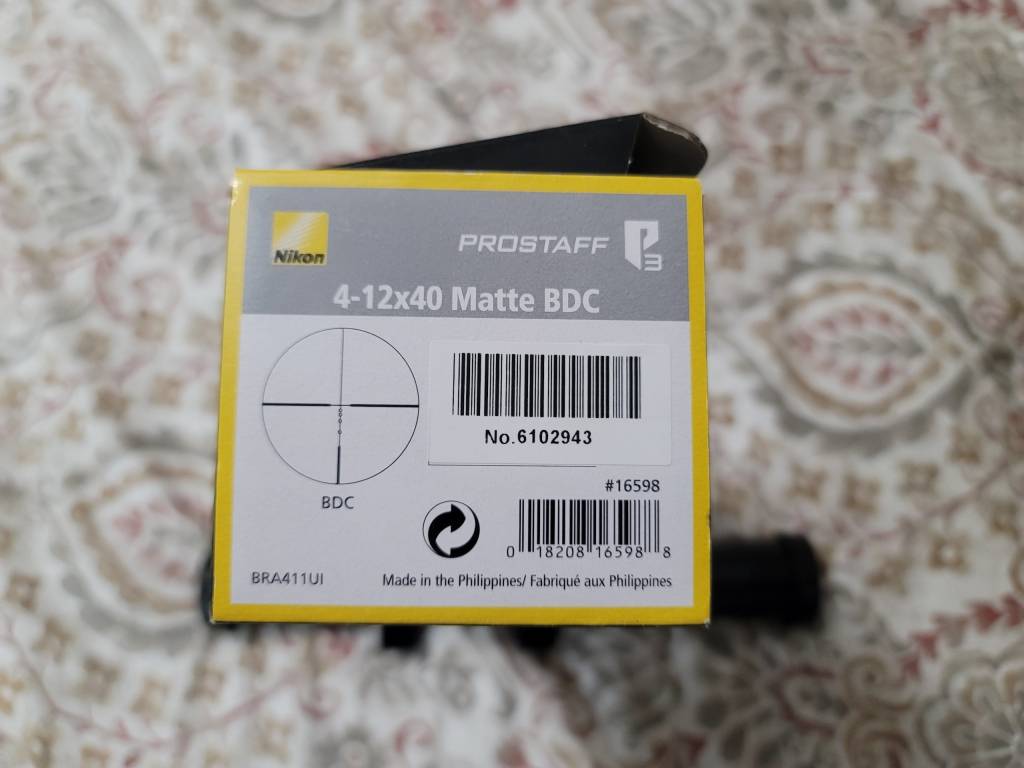 Nikon
PROSTAFF P3
4-12x40 Matte BDC
No.6102943
BDC
#16598
0 18208 16598 8
BRA411UI
Made in the Philippines/ Fabriqué aux Philippines